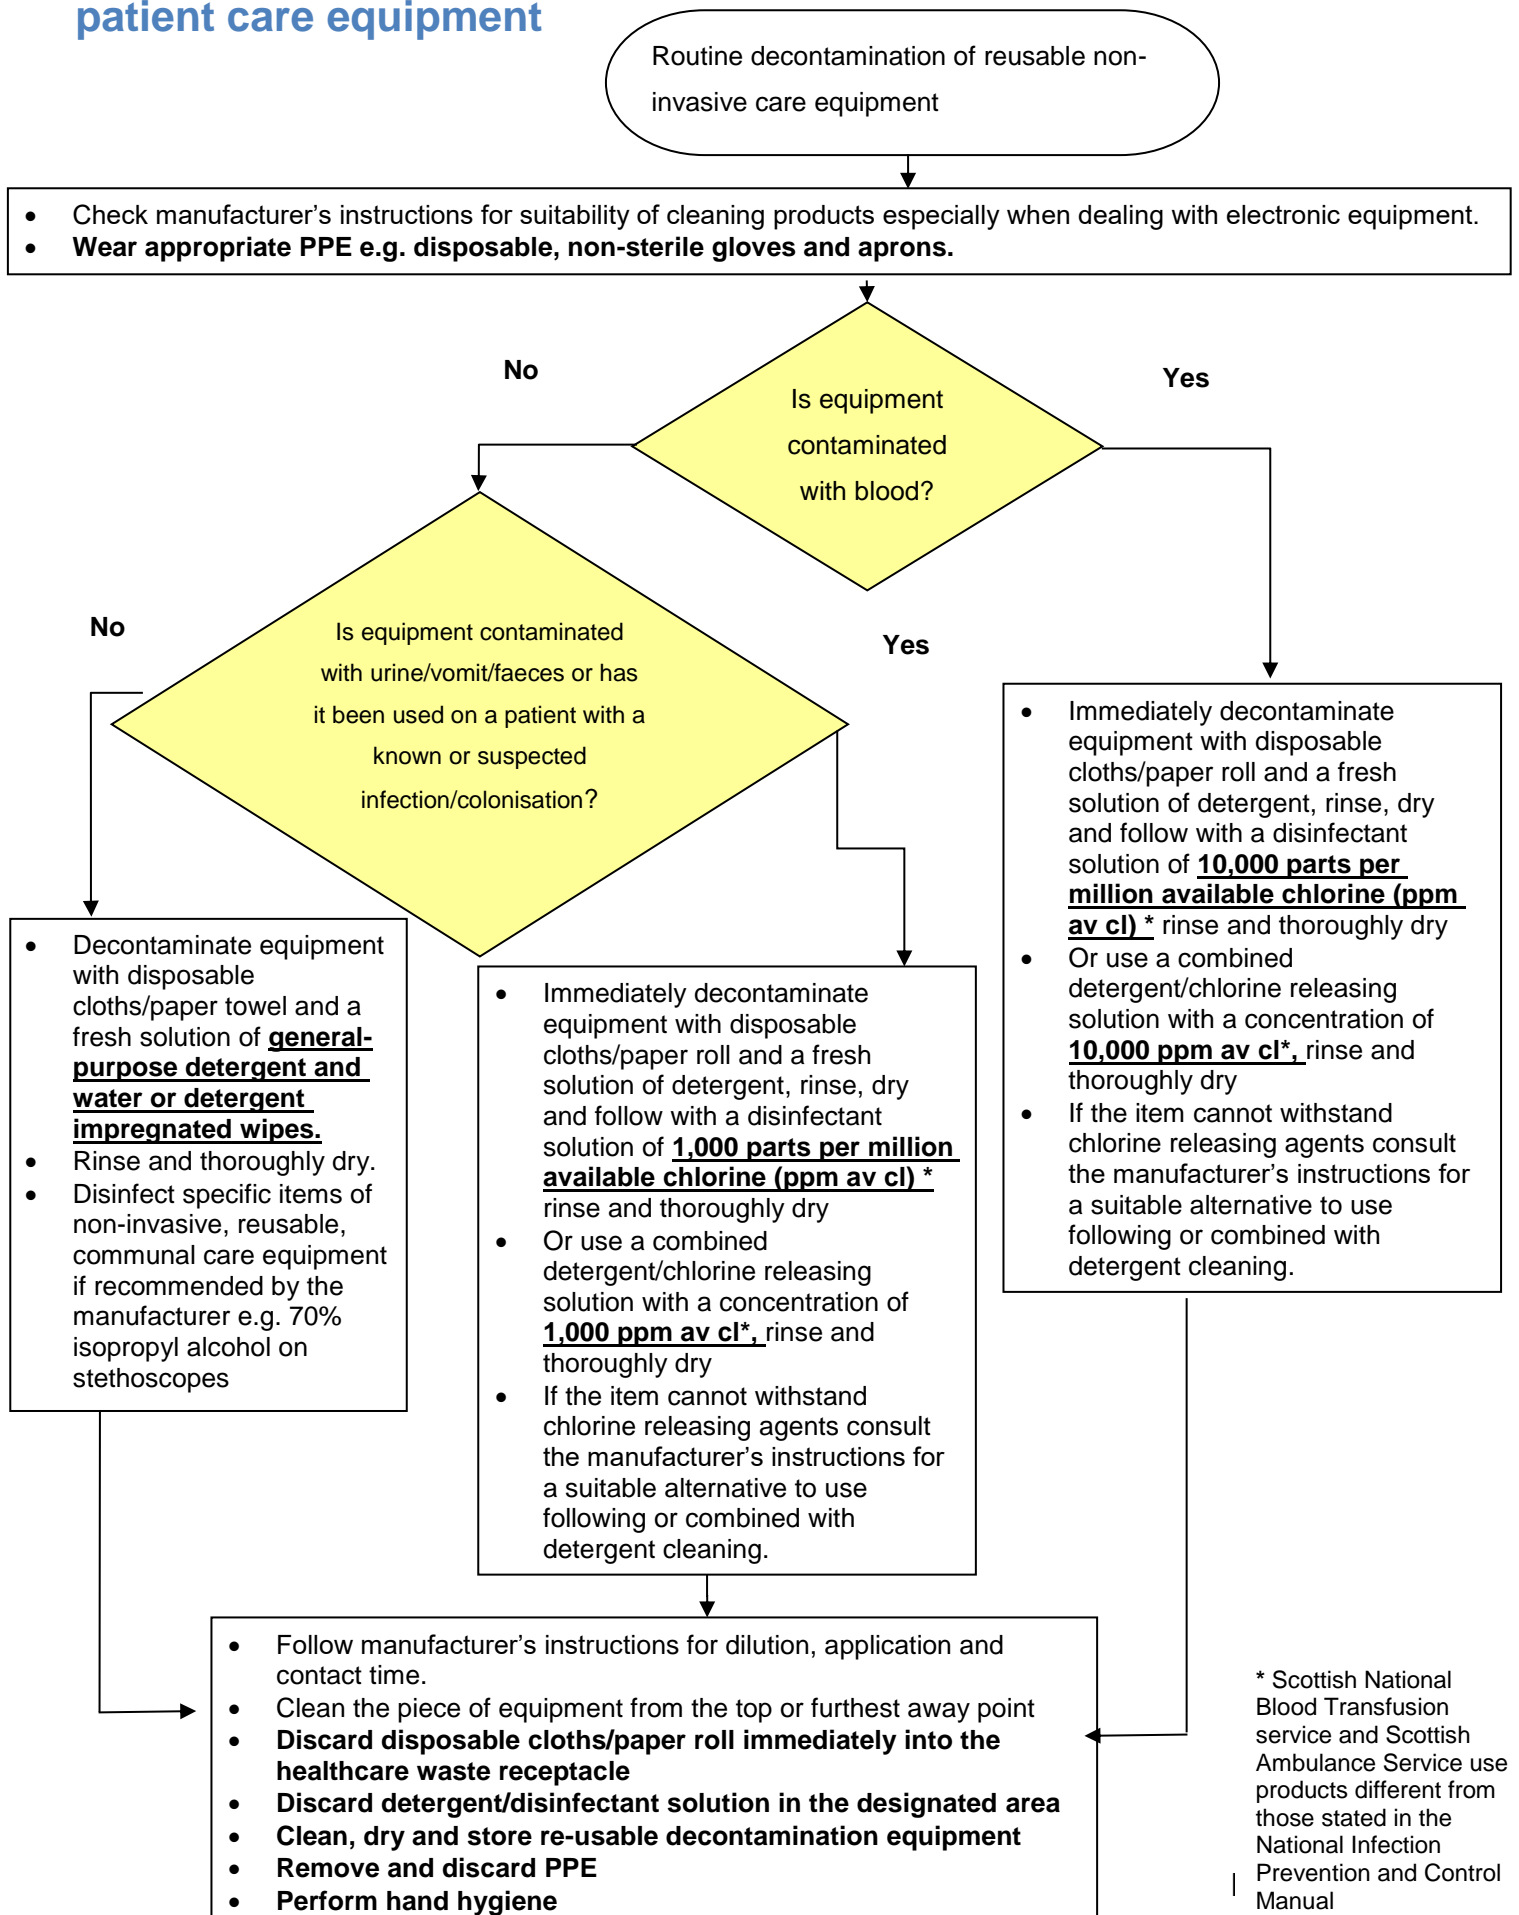 patient care equipment
Routine decontamination of reusable non-
invasive care equipment
• Check manufacturer’s instructions for suitability of cleaning products especially when dealing with electronic equipment.
• Wear appropriate PPE e.g. disposable, non-sterile gloves and aprons.
No
Yes
Is equipment
contaminated
with blood?
No
Yes
Is equipment contaminated
with urine/vomit/faeces or has
it been used on a patient with a
known or suspected
infection/colonisation?
• Decontaminate equipment
with disposable
cloths/paper towel and a
fresh solution of general-
purpose detergent and
water or detergent
impregnated wipes.
• Rinse and thoroughly dry.
• Disinfect specific items of
non-invasive, reusable,
communal care equipment
if recommended by the
manufacturer e.g. 70%
isopropyl alcohol on
stethoscopes
• Immediately decontaminate
equipment with disposable
cloths/paper roll and a fresh
solution of detergent, rinse, dry
and follow with a disinfectant
solution of 1,000 parts per million
available chlorine (ppm av cl) *
rinse and thoroughly dry
• Or use a combined
detergent/chlorine releasing
solution with a concentration of
1,000 ppm av cl*, rinse and
thoroughly dry
• If the item cannot withstand
chlorine releasing agents consult
the manufacturer’s instructions for
a suitable alternative to use
following or combined with
detergent cleaning.
• Immediately decontaminate
equipment with disposable
cloths/paper roll and a fresh
solution of detergent, rinse, dry
and follow with a disinfectant
solution of 10,000 parts per
million available chlorine (ppm
av cl) * rinse and thoroughly dry
• Or use a combined
detergent/chlorine releasing
solution with a concentration of
10,000 ppm av cl*, rinse and
thoroughly dry
• If the item cannot withstand
chlorine releasing agents consult
the manufacturer’s instructions for
a suitable alternative to use
following or combined with
detergent cleaning.
• Follow manufacturer’s instructions for dilution, application and
contact time.
• Clean the piece of equipment from the top or furthest away point
• Discard disposable cloths/paper roll immediately into the
healthcare waste receptacle
• Discard detergent/disinfectant solution in the designated area
• Clean, dry and store re-usable decontamination equipment
• Remove and discard PPE
• Perform hand hygiene
* Scottish National
Blood Transfusion
service and Scottish
Ambulance Service use
products different from
those stated in the
National Infection
Prevention and Control
Manual